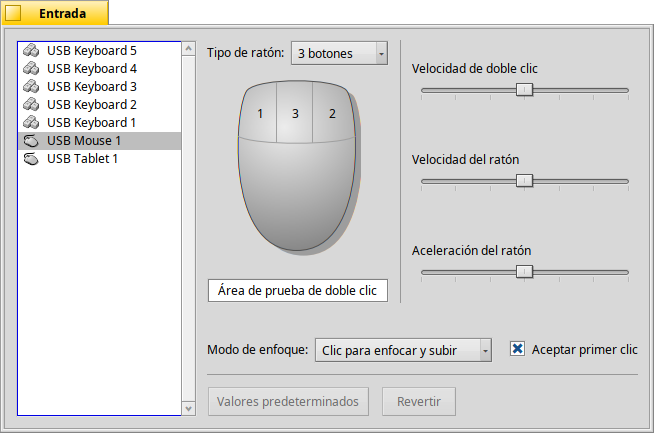 Entrada
USB Keyboard 5
USB Keyboard 4
USB Keyboard 3
USB Keyboard 2
USB Keyboard 1
USB Mouse 1
USB Tablet 1
Tipo de ratón: 3 botones
1 3 2
Área de prueba de doble clic
Velocidad de doble clic
Velocidad del ratón
Aceleración del ratón
Modo de enfoque: Clic para enfocar y subir Aceptar primer clic
Valores predeterminados Revertir